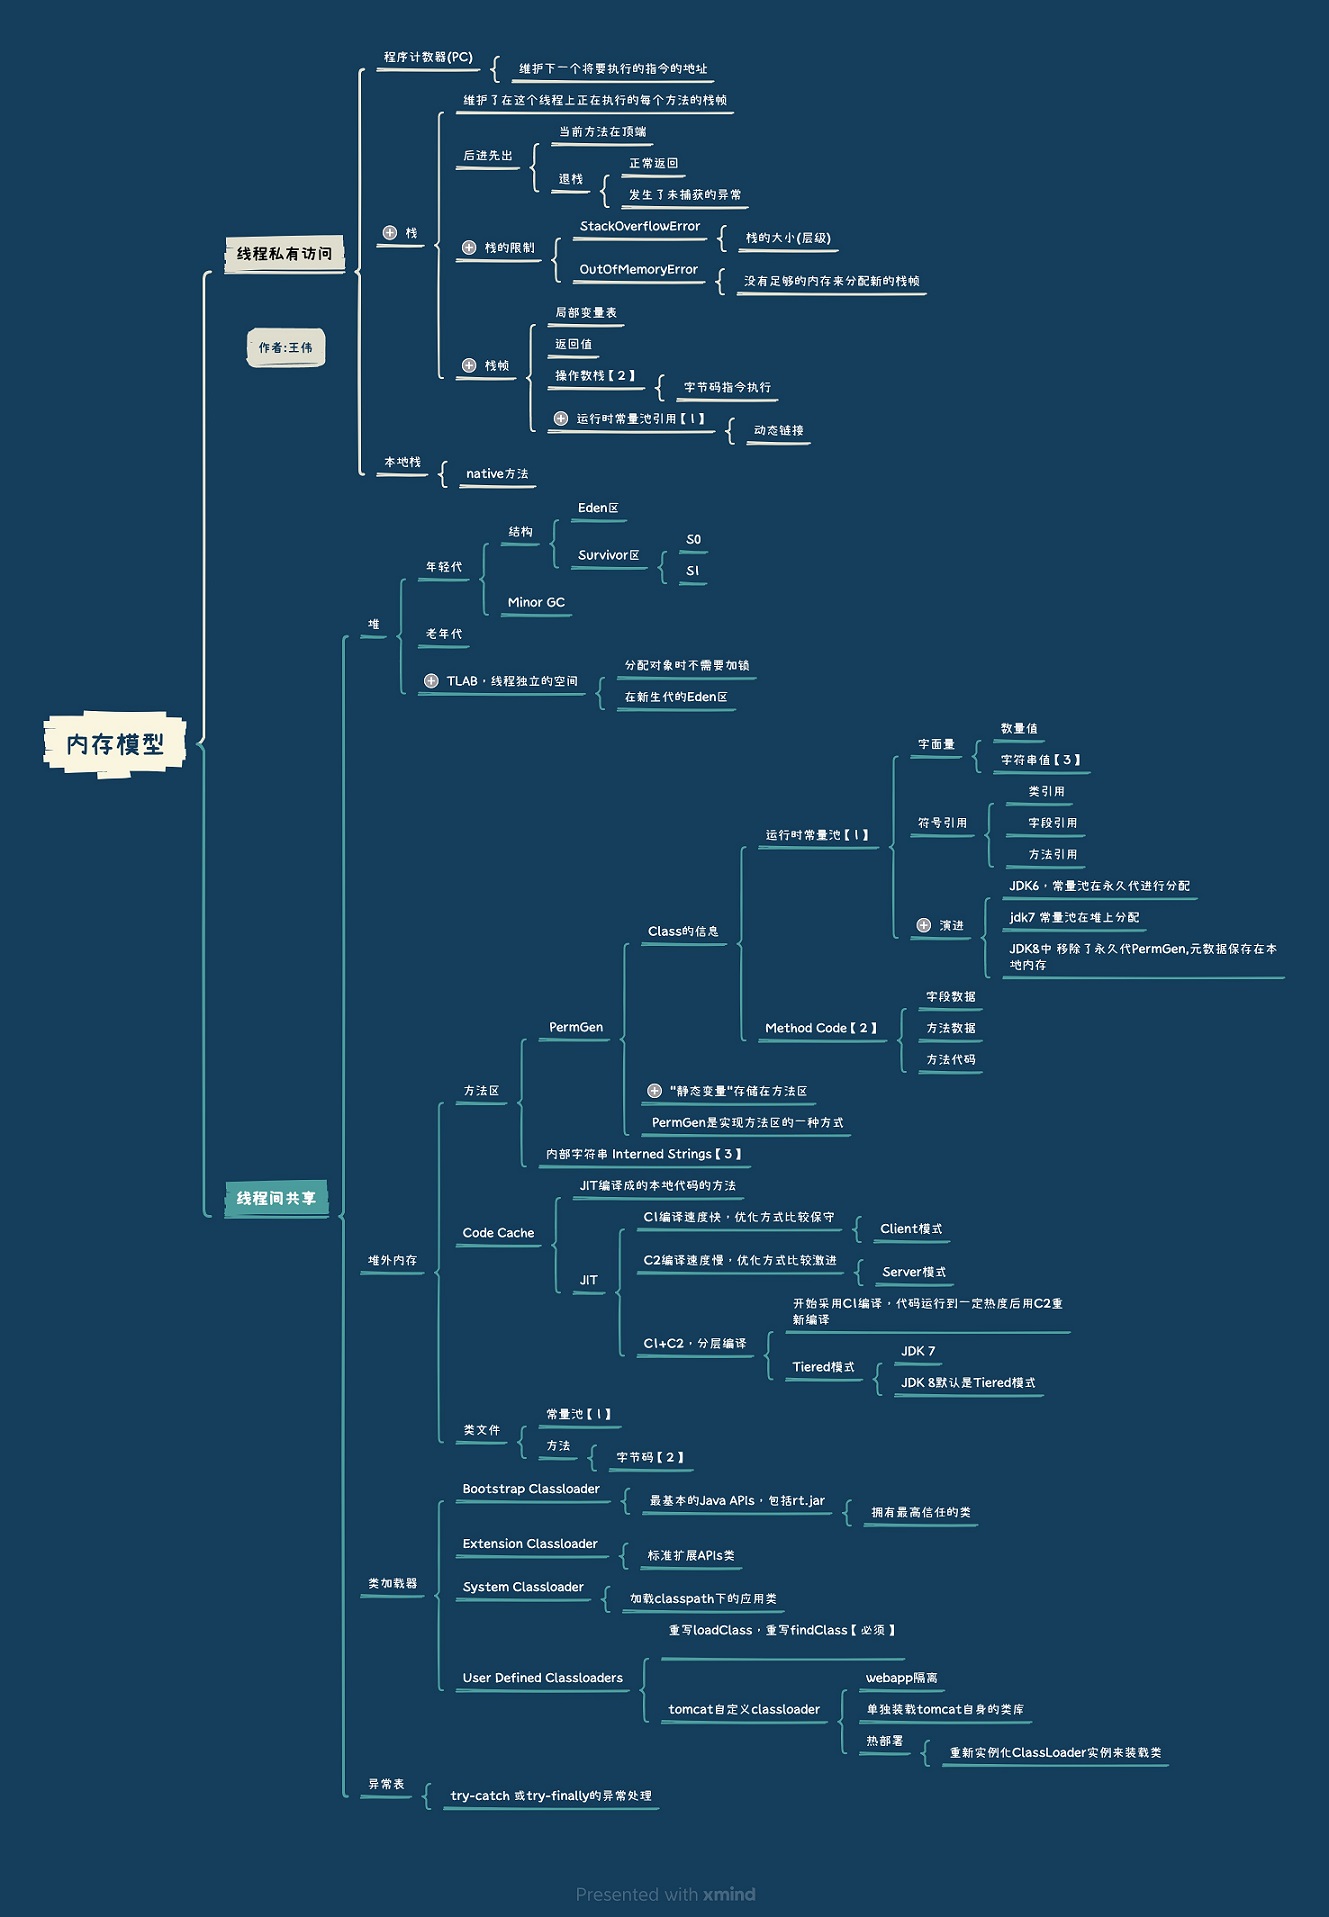 程序计数器(PC)
维护下一个将要执行的指令的地址
维护了在这个线程上正在执行的每个方法的栈帧
当前方法在顶端
后进先出
正常返回
退栈
发生了未捕获的异常
StackOverflowError
栈
栈的大小(层级)
栈的限制
线程私有访问
OutOfMemoryError
没有足够的内存来分配新的栈帧
局部变量表
返回值
作者:王伟
栈帧
操作数栈【2】
字节码指令执行
运行时常量池引用【1】
动态链接
本地栈
native方法
Eden区
结构
S0
Survivor区
年轻代
S1
Minor GC
堆
老年代
分配对象时不需要加锁
TLAB，线程独立的空间
在新生代的Eden区
数量值
字面量
内存模型
字符串值【3】
类引用
符号引用
字段引用
运行时常量池【1】
方法引用
JDK6，常量池在永久代进行分配
jdk7 常量池在堆上分配
演进
Class的信息
JDK8中 移除了永久代PermGen,元数据保存在本
地内存
字段数据
PermGen
Method Code【2】
方法数据
方法代码
方法区
"静态变量"存储在方法区
PermGen是实现方法区的一种方式
内部字符串 Interned Strings【3】
JIT编译成的本地代码的方法
线程间共享
C1编译速度快，优化方式比较保守
Client模式
Code Cache
堆外内存
C2编译速度慢，优化方式比较激进
Server模式
JIT
开始采用C1编译，代码运行到一定热度后用C2重
新编译
C1+C2，分层编译
JDK 7
Tiered模式
JDK 8默认是Tiered模式
常量池【1】
类文件
方法
字节码【2】
Bootstrap Classloader
最基本的Java APIs，包括rt.jar
拥有最高信任的类
Extension Classloader
标准扩展APIs类
类加载器
System Classloader
加载classpath下的应用类
重写loadClass，重写findClass【必须】
User Defined Classloaders
webapp隔离
tomcat自定义classloader
单独装载tomcat自身的类库
热部署
重新实例化ClassLoader实例来装载类
异常表
try-catch 或try-finally的异常处理
Presented with xmind